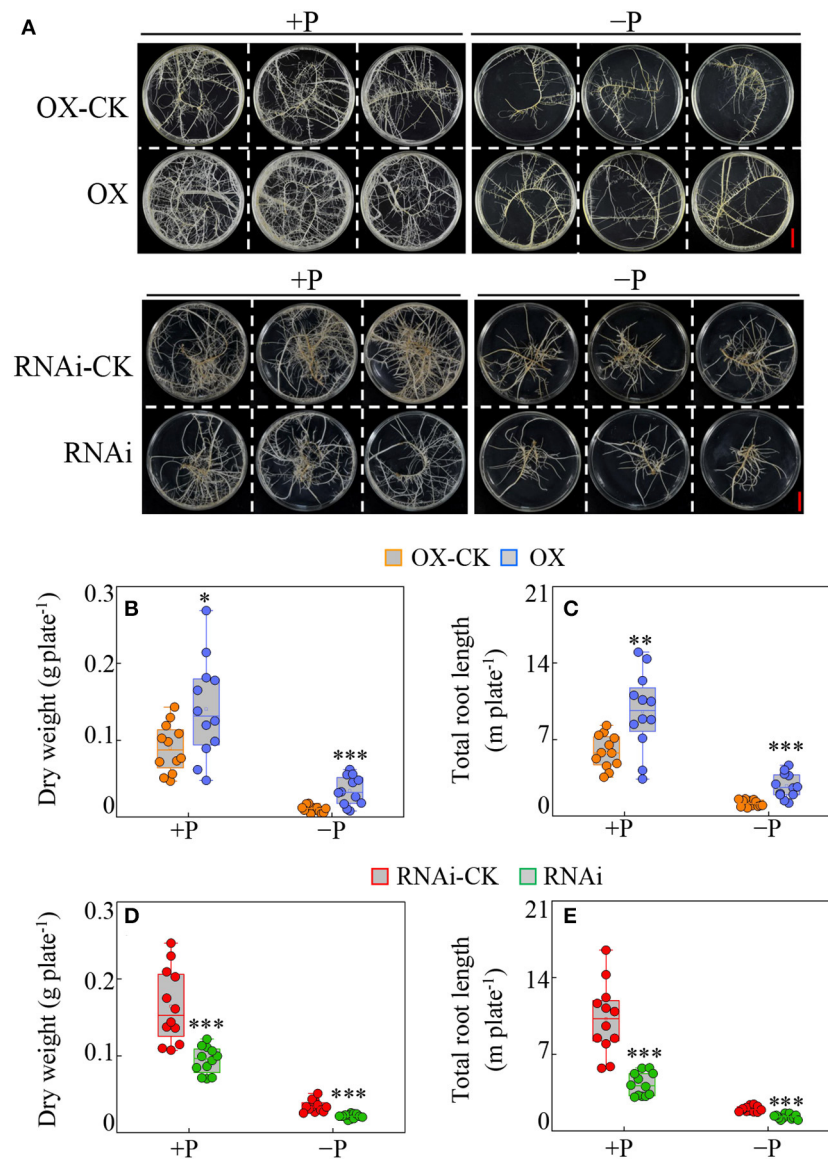 A
+P −P
OX-CK
OX
+P −P
RNAi-CK
RNAi
OX-CK OX
B
Dry weight (g plate⁻¹)
0.3
0.2
0.1
0
*
***
+P −P
C
Total root length
(m plate⁻¹)
21
14
7
0
**
***
+P −P
RNAi-CK RNAi
D
Dry weight (g plate⁻¹)
0.3
0.2
0.1
0
***
***
+P −P
E
Total root length
(m plate⁻¹)
21
14
7
0
***
***
+P −P